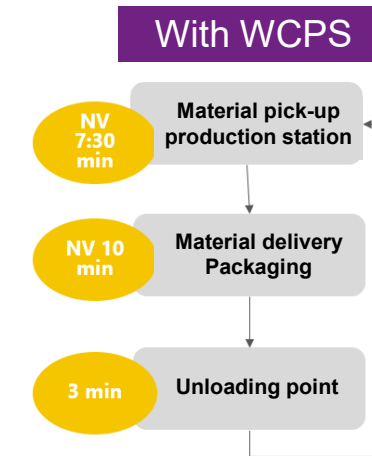 With WCPS
NV
7:30
min
Material pick-up
production station
NV 10
min
Material delivery
Packaging
3 min
Unloading point